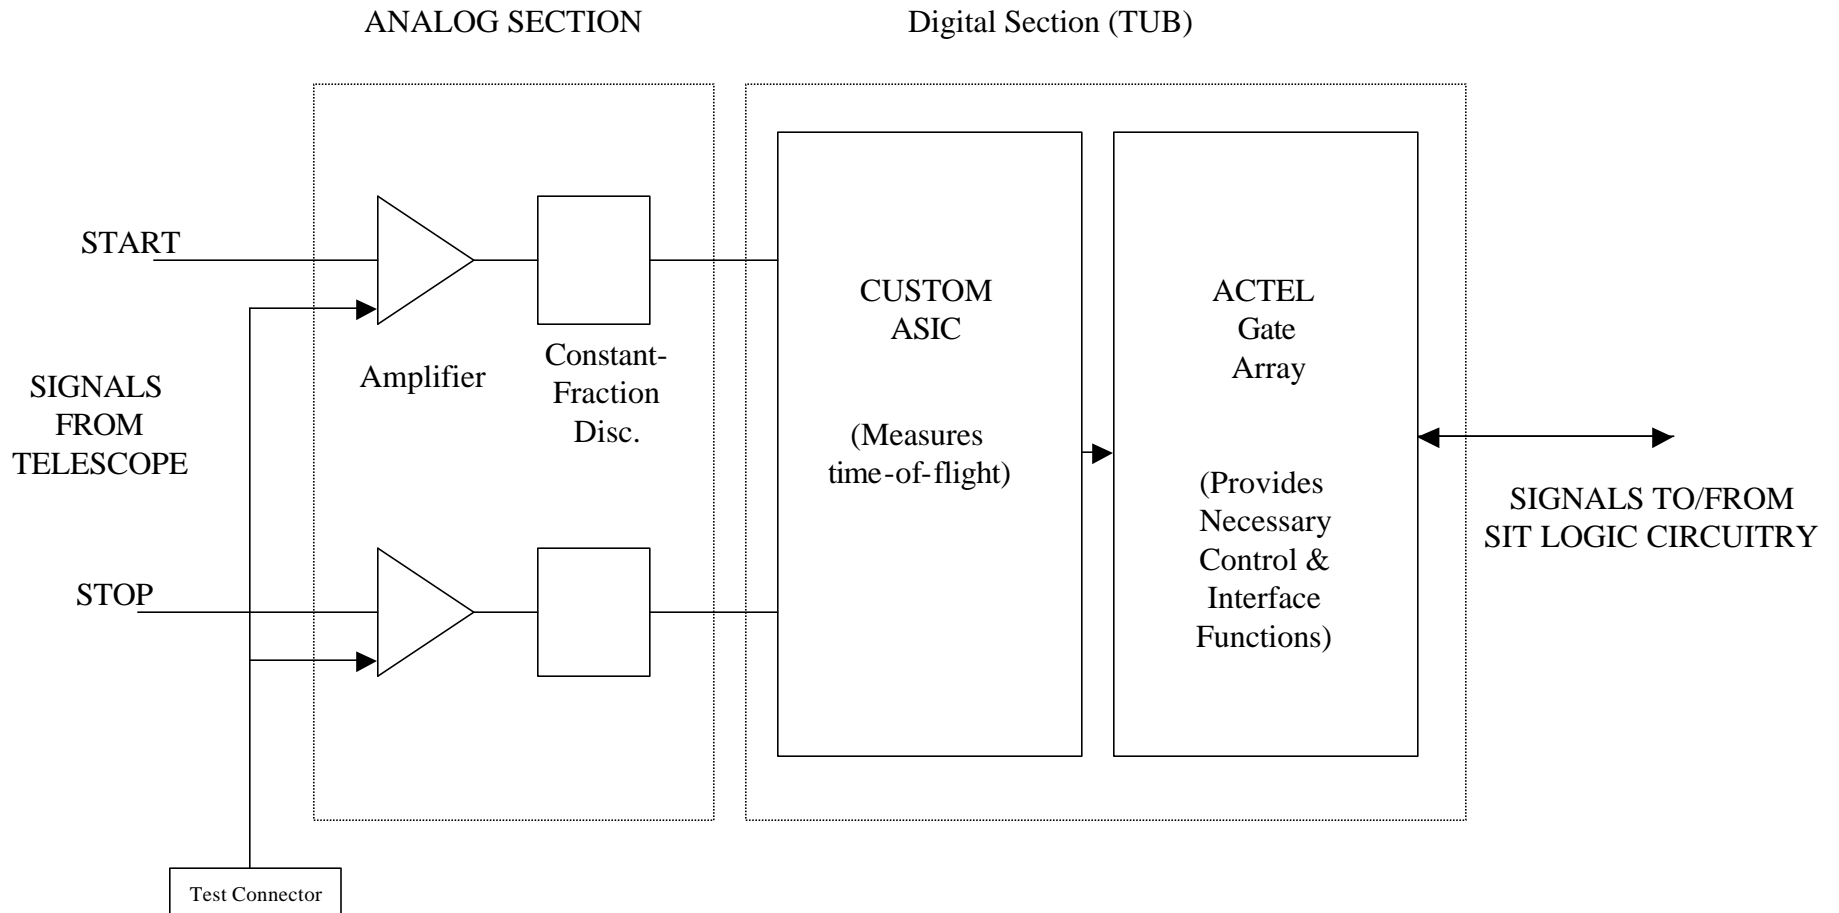 ANALOG SECTION
Digital Section (TUB)
START
SIGNALS
FROM
TELESCOPE
STOP
Amplifier
Constant-
Fraction
Disc.
CUSTOM
ASIC
(Measures
time-of-flight)
ACTEL
Gate
Array
(Provides
Necessary
Control &
Interface
Functions)
SIGNALS TO/FROM
SIT LOGIC CIRCUITRY
Test Connector